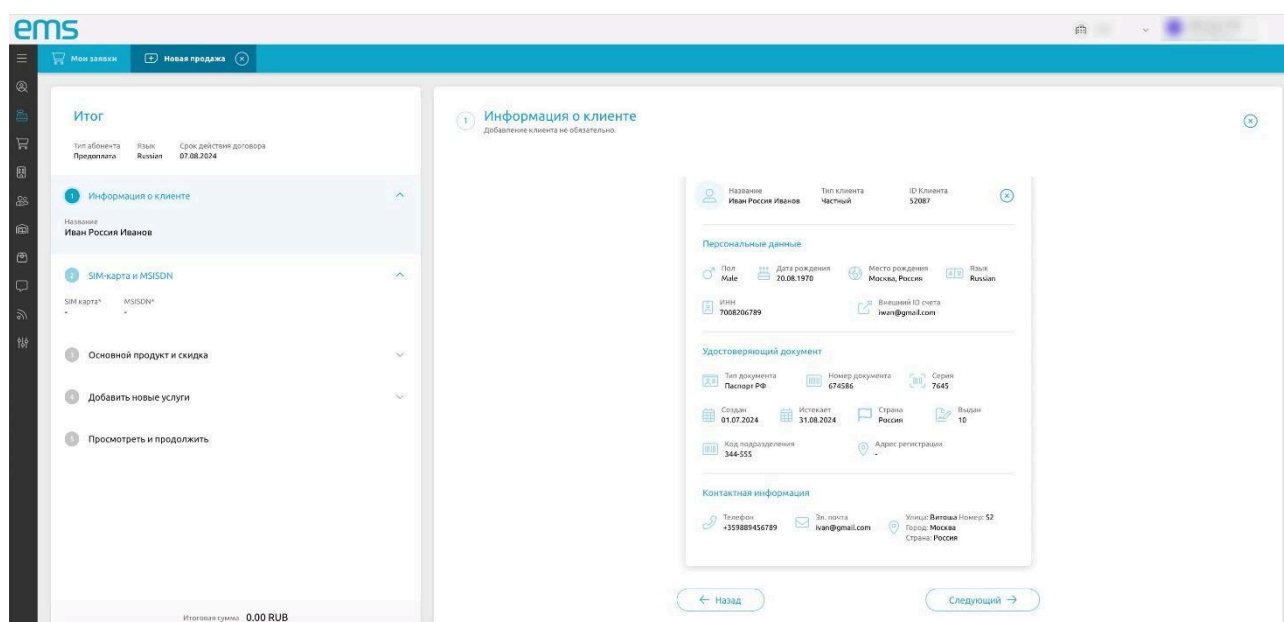 ems
Мои заявки
Новая продажа
Итог
Тип абонента Язык Срок действия договора
Предоплата Russian 07.08.2024
1 Информация о клиенте
Название
Иван Россия Иванов
2 SIM-карта и MSISDN
SIM карта* MSISDN*
- -
3 Основной продукт и скидка
4 Добавить новые услуги
5 Просмотреть и продолжить
Итоговая сумма 0.00 RUB
1 Информация о клиенте
Добавление клиента не обязательно.
Название Тип клиента ID Клиента
Иван Россия Иванов Частный 52087
Персональные данные
Пол Дата рождения Место рождения Язык
Male 20.08.1970 Москва, Россия Russian
ИНН Внешний ID счета
7008206789 iwan@gmail.com
Удостоверяющий документ
Тип документа Номер документа Серия
Паспорт РФ 674586 7645
Создан Истекает Страна Выдан
01.07.2024 31.08.2024 Россия 10
Код подразделения Адрес регистрации
344-555 -
Контактная информация
Телефон Эл. почта Улица: Витоша Номер: 52
+359889456789 ivan@gmail.com Город: Москва
Страна: Россия
← Назад Следующий →